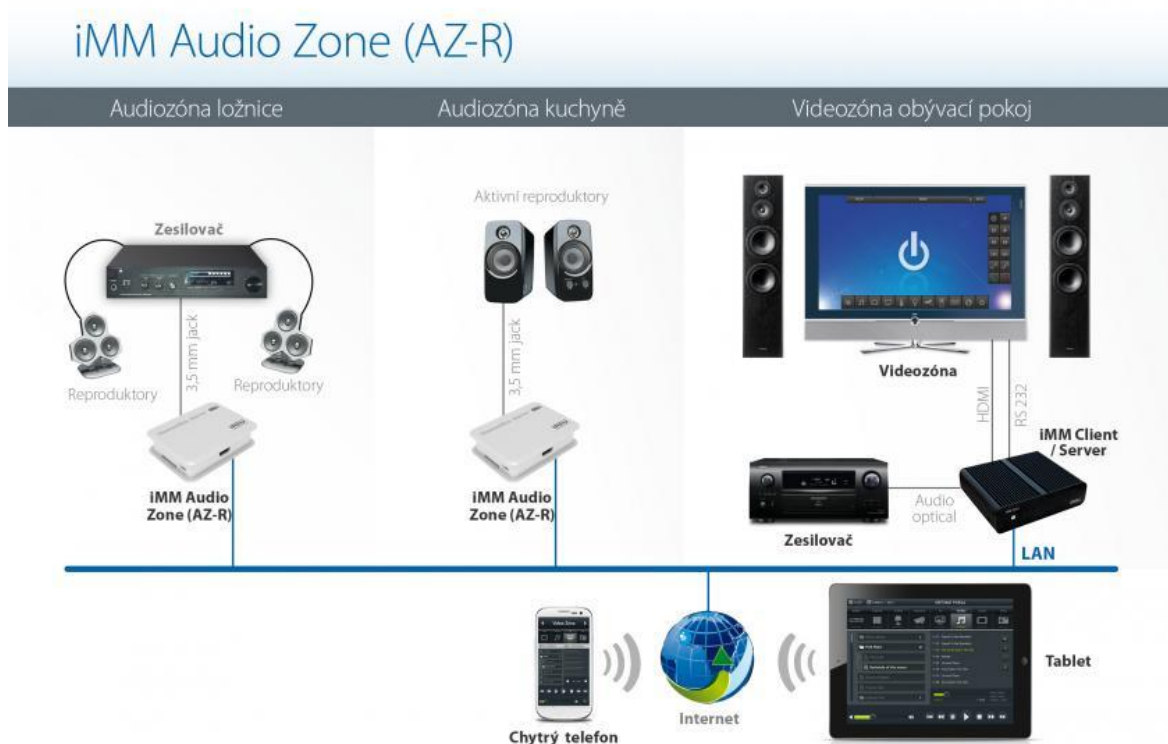 iMM Audio Zone (AZ-R)
Audiozóna ložnice
Audiozóna kuchyně
Videozóna obývací pokoj
Zesilovač
Reproduktory
Reproduktory
3,5 mm jack
iMM Audio
Zone (AZ-R)
Aktivní reproduktory
3,5 mm jack
iMM Audio
Zone (AZ-R)
Videozóna
HDMI
RS 232
iMM Client
/ Server
Audio
optical
Zesilovač
LAN
Video Zone
Chytrý telefon
Internet
Tablet